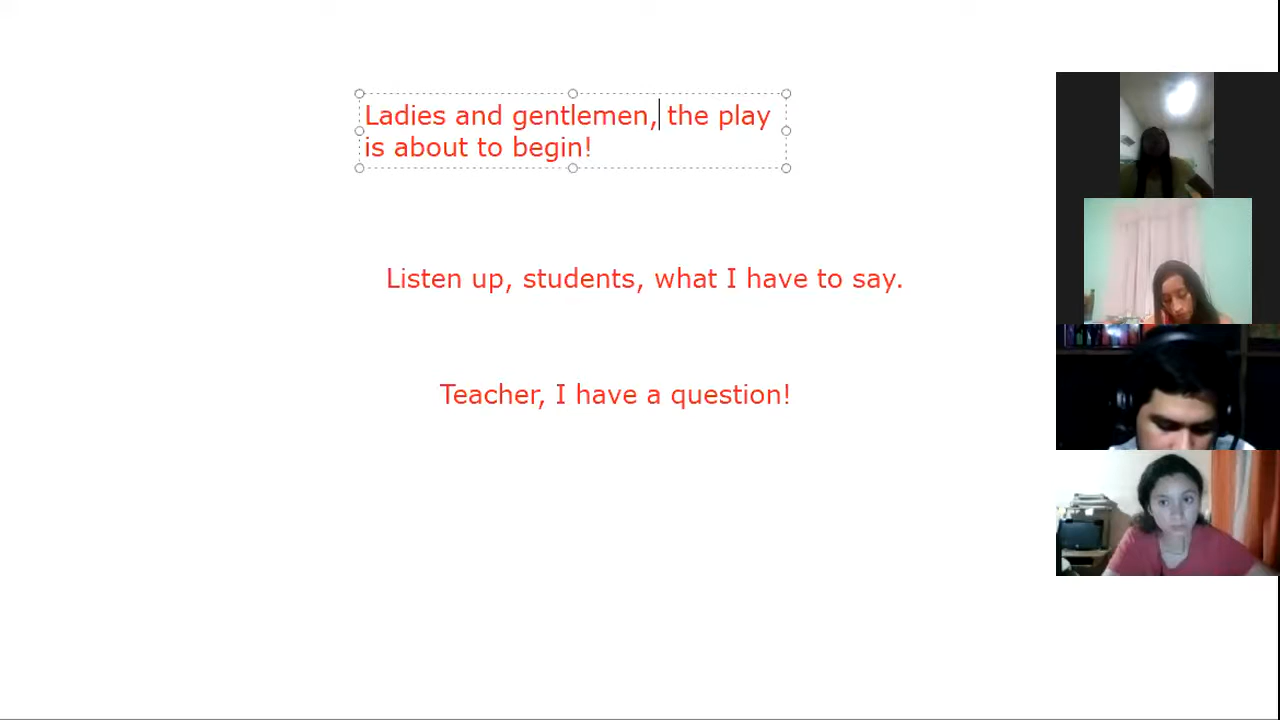 Ladies and gentlemen, the play
is about to begin!
Listen up, students, what I have to say.
Teacher, I have a question!